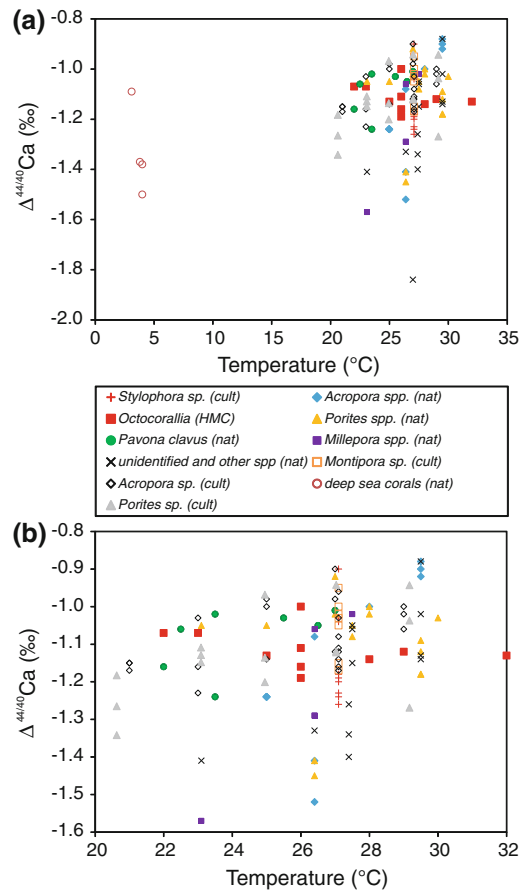 (a)
-0.8
-1.0
-1.2
-1.4
-1.6
-1.8
-2.0
Δ44/40Ca (‰)
0 5 10 15 20 25 30 35
Temperature (°C)
Stylophora sp. (cult) Acropora spp. (nat)
Octocorallia (HMC) Porites spp. (nat)
Pavona clavus (nat) Millepora spp. (nat)
unidentified and other spp (nat) Montipora sp. (cult)
Acropora sp. (cult) deep sea corals (nat)
Porites sp. (cult)
(b)
-0.8
-0.9
-1.0
-1.1
-1.2
-1.3
-1.4
-1.5
-1.6
Δ44/40Ca (‰)
20 22 24 26 28 30 32
Temperature (°C)